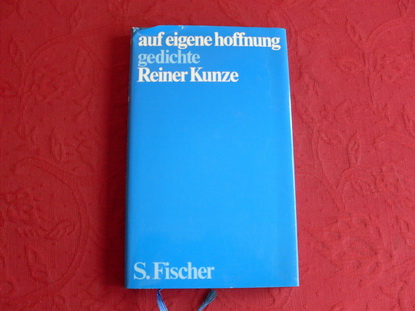 auf eigene hoffnung
gedichte
Reiner Kunze
S. Fischer